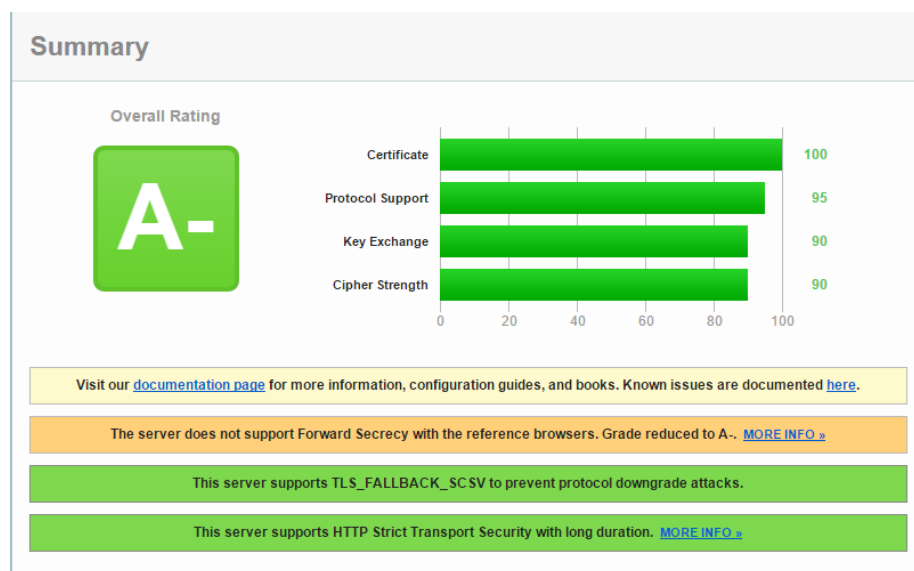 Summary
Overall Rating
A-
Certificate 100
Protocol Support 95
Key Exchange 90
Cipher Strength 90
0 20 40 60 80 100
Visit our documentation page for more information, configuration guides, and books. Known issues are documented here.
The server does not support Forward Secrecy with the reference browsers. Grade reduced to A-. MORE INFO »
This server supports TLS_FALLBACK_SCSV to prevent protocol downgrade attacks.
This server supports HTTP Strict Transport Security with long duration. MORE INFO »